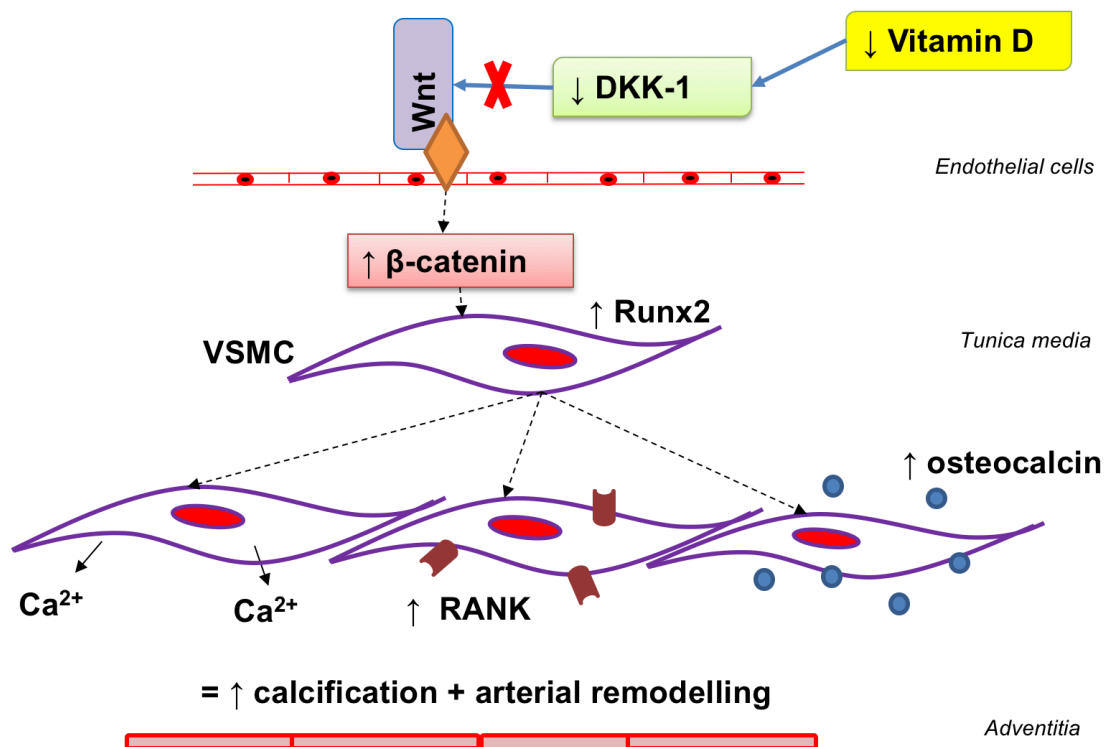 ↓ Vitamin D
↓ DKK-1
Wnt
Endothelial cells
↑ β-catenin
↑ Runx2
VSMC
Tunica media
↑ osteocalcin
Ca²⁺
Ca²⁺
↑ RANK
= ↑ calcification + arterial remodelling
Adventitia